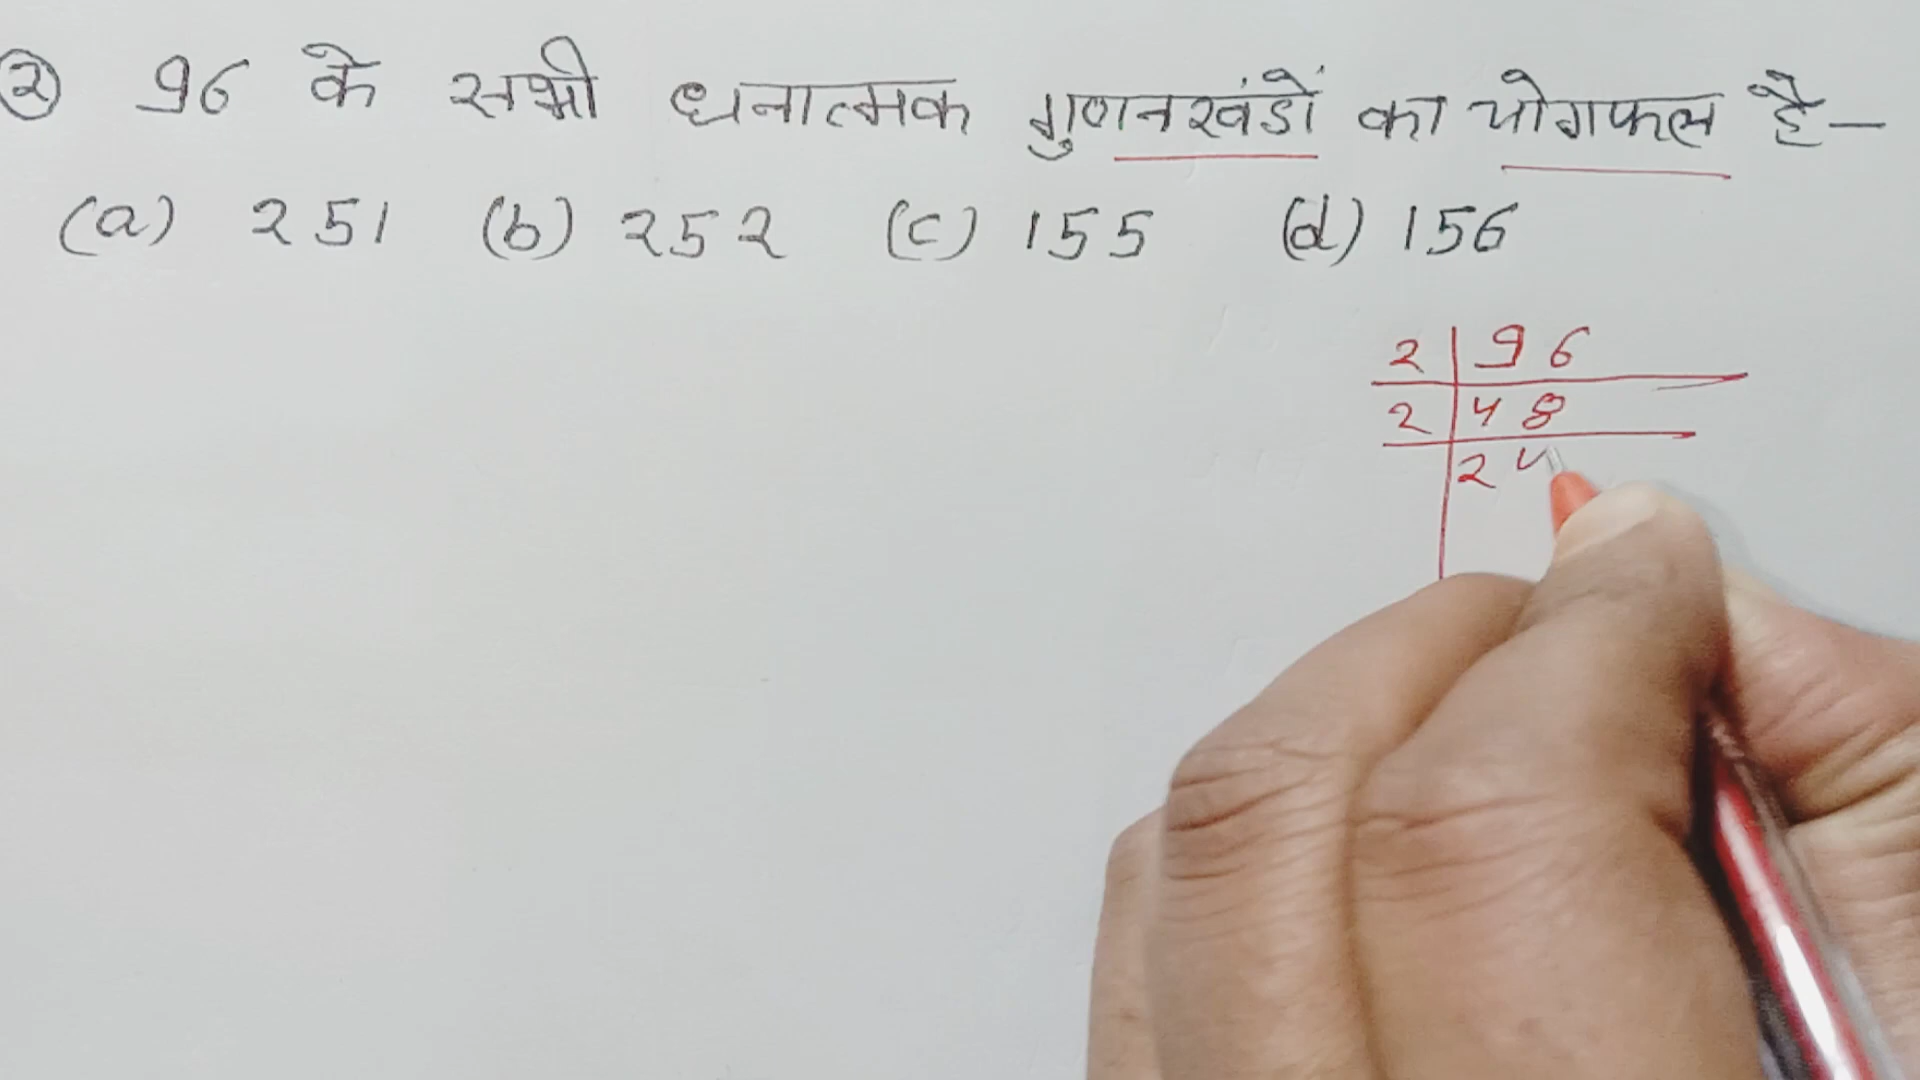 ② 96 के सभी धनात्मक गुणनखंडों का योगफल है—
(a) 251 (b) 252 (c) 155 (d) 156
2 | 96
2 | 48
24